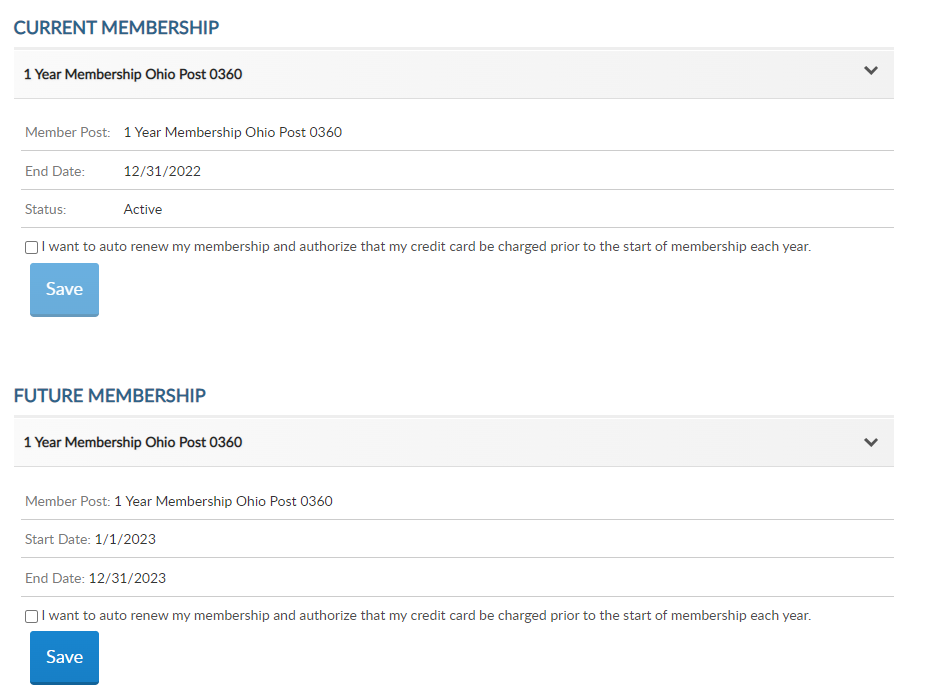 CURRENT MEMBERSHIP
1 Year Membership Ohio Post 0360
Member Post: 1 Year Membership Ohio Post 0360
End Date: 12/31/2022
Status: Active
I want to auto renew my membership and authorize that my credit card be charged prior to the start of membership each year.
Save
FUTURE MEMBERSHIP
1 Year Membership Ohio Post 0360
Member Post: 1 Year Membership Ohio Post 0360
Start Date: 1/1/2023
End Date: 12/31/2023
I want to auto renew my membership and authorize that my credit card be charged prior to the start of membership each year.
Save